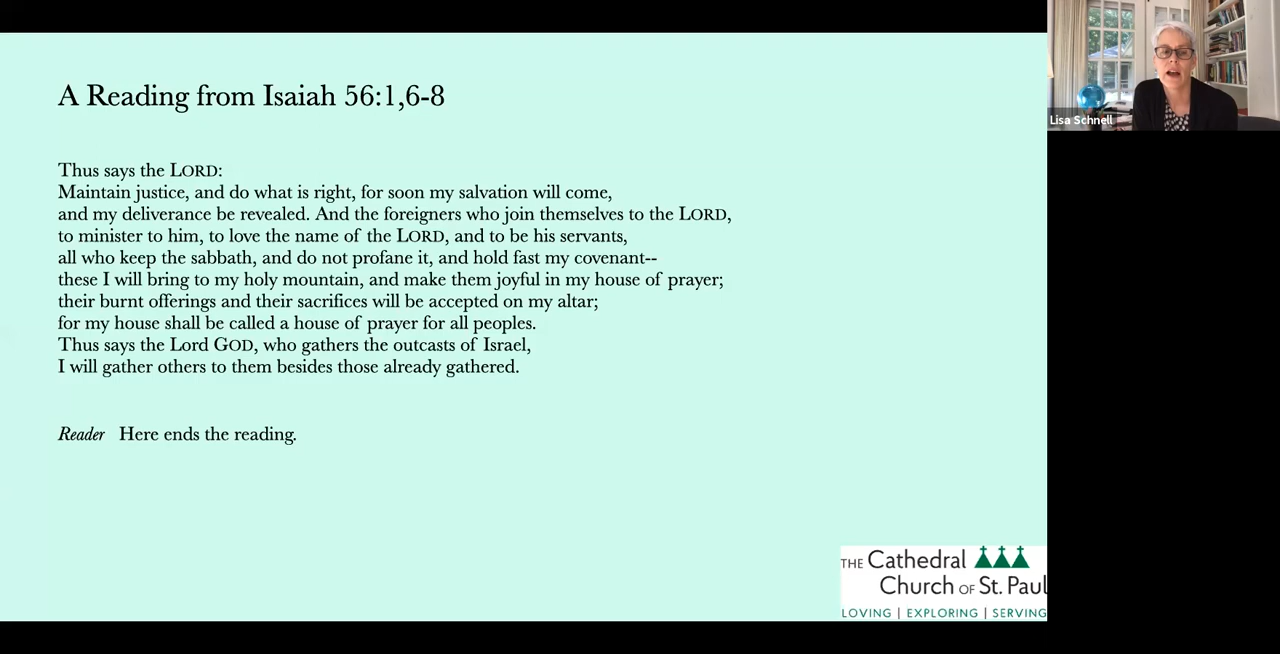 A Reading from Isaiah 56:1,6-8
Thus says the LORD:
Maintain justice, and do what is right, for soon my salvation will come,
and my deliverance be revealed. And the foreigners who join themselves to the LORD,
to minister to him, to love the name of the LORD, and to be his servants,
all who keep the sabbath, and do not profane it, and hold fast my covenant--
these I will bring to my holy mountain, and make them joyful in my house of prayer;
their burnt offerings and their sacrifices will be accepted on my altar;
for my house shall be called a house of prayer for all peoples.
Thus says the Lord GOD, who gathers the outcasts of Israel,
I will gather others to them besides those already gathered.
Reader Here ends the reading.
THE Cathedral
Church OF St. Paul
LOVING | EXPLORING | SERVING
Lisa Schnell